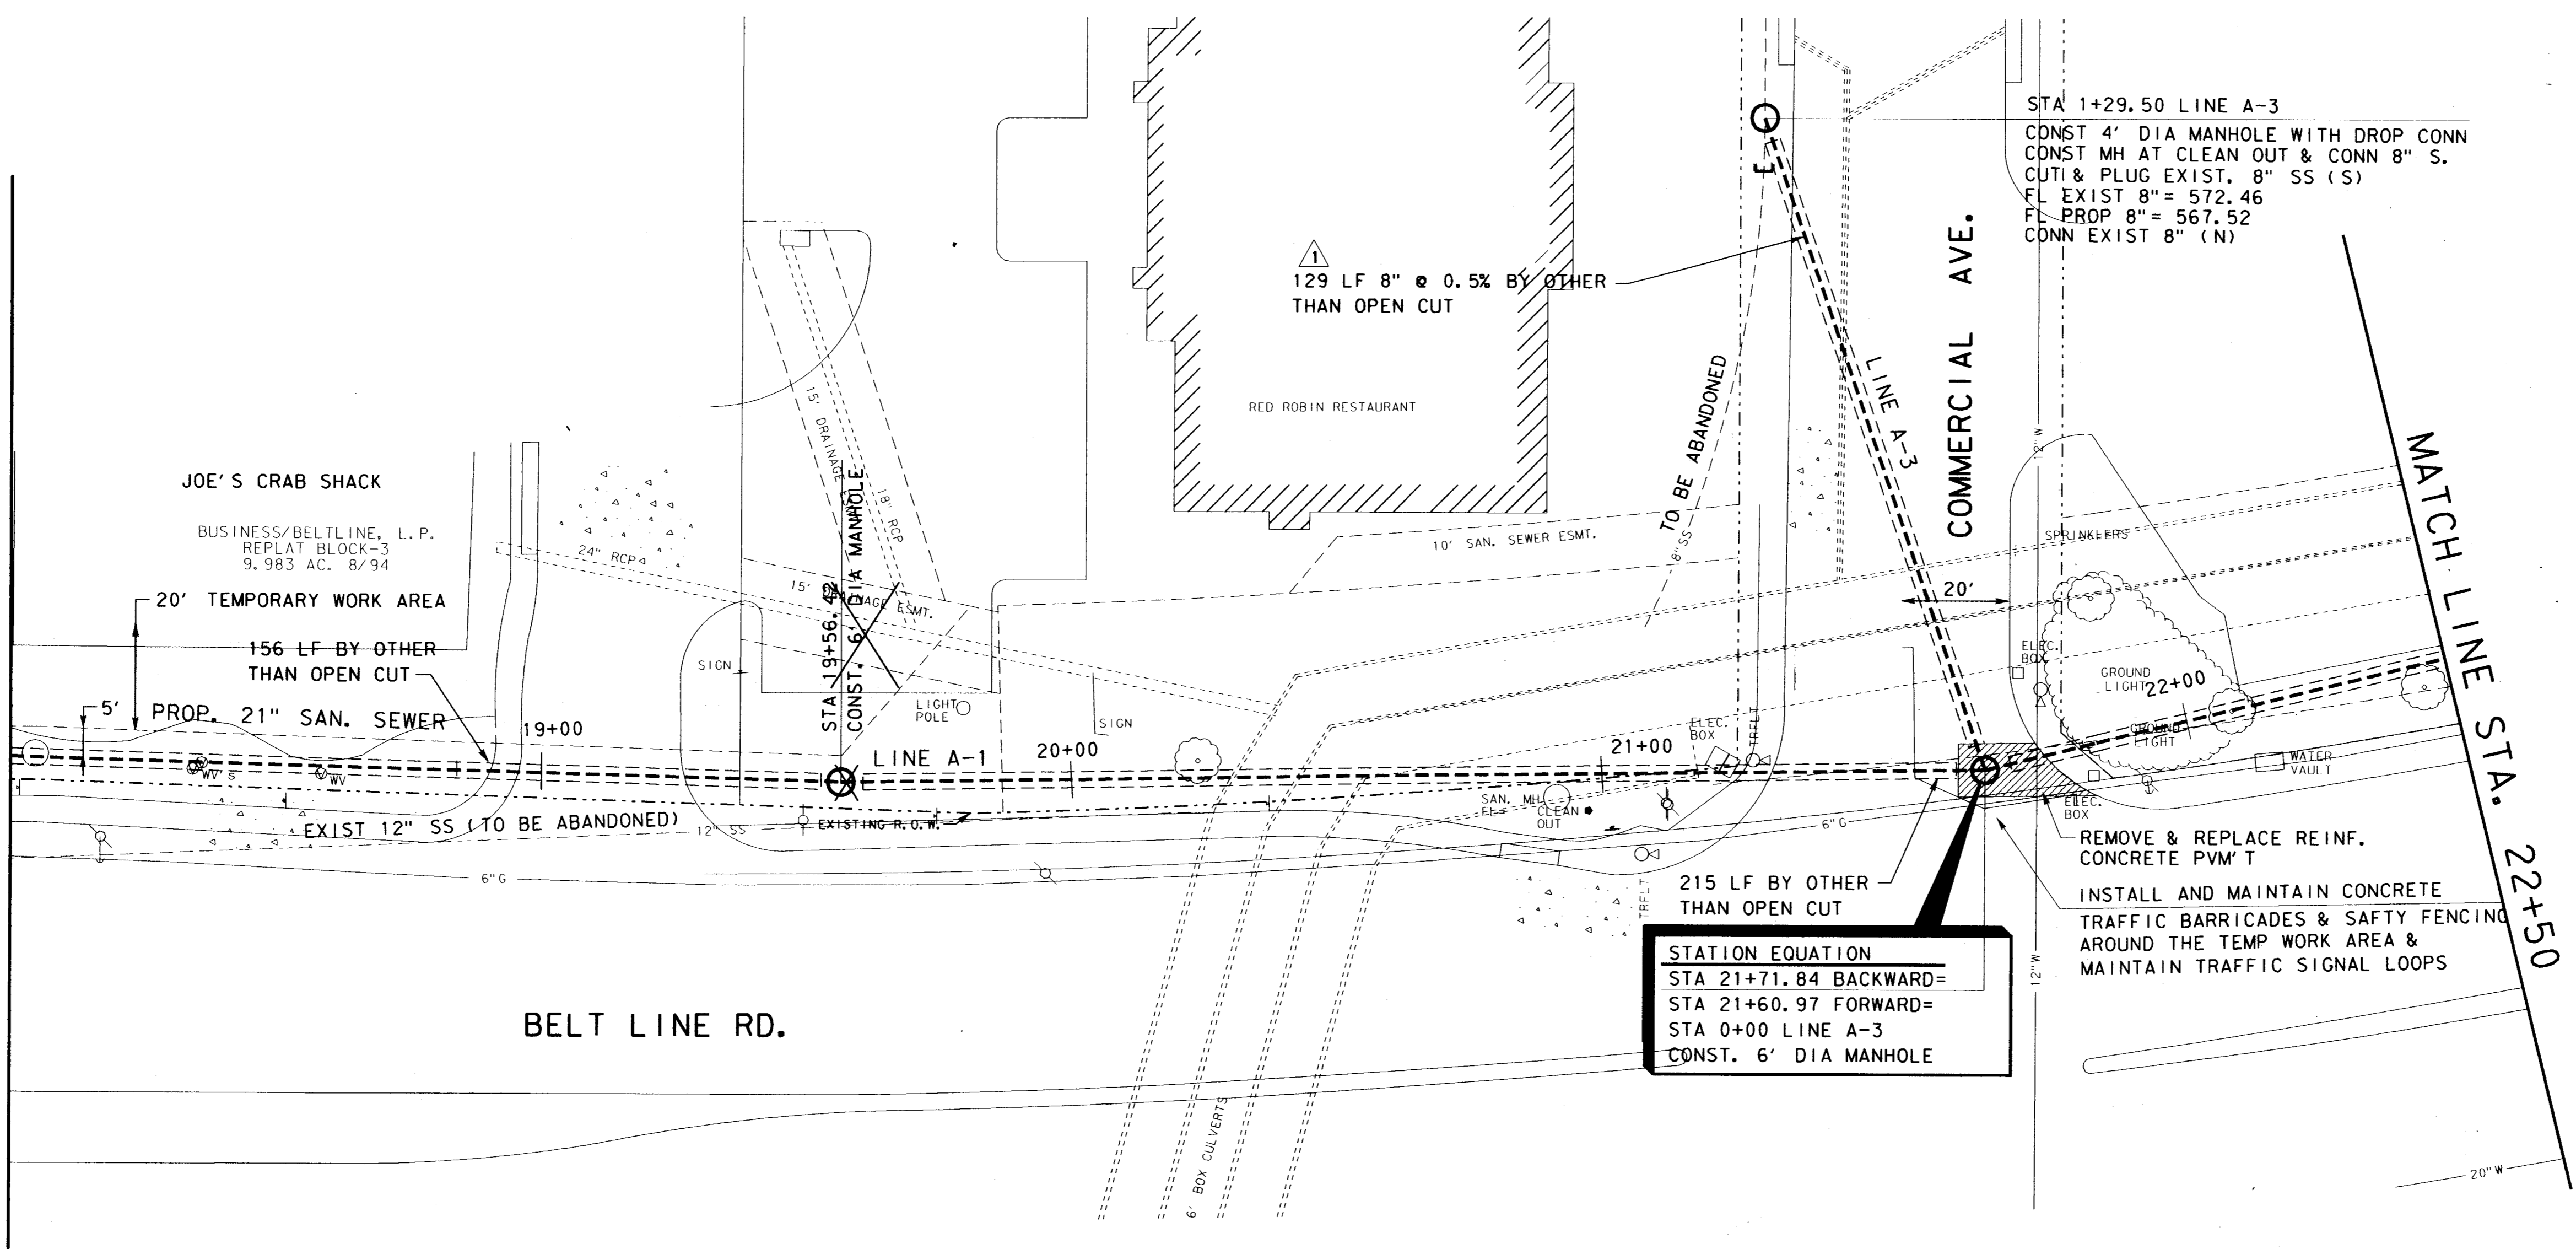 STA 1+29.50 LINE A-3
CONST 4' DIA MANHOLE WITH DROP CONN
CONST MH AT CLEAN OUT & CONN 8" S.
CUT & PLUG EXIST. 8" SS (S)
FL EXIST 8"= 572.46
FL PROP 8"= 567.52
CONN EXIST 8" (N)
1
129 LF 8" @ 0.5% BY OTHER
THAN OPEN CUT
COMMERCIAL AVE.
LINE A-3
RED ROBIN RESTAURANT
TO BE ABANDONED
8"SS
10' SAN. SEWER ESMT.
12"W
SPRINKLERS
MATCH LINE STA. 22+50
JOE'S CRAB SHACK
BUSINESS/BELTLINE, L.P.
REPLAT BLOCK-3
9.983 AC. 8/94
20' TEMPORARY WORK AREA
156 LF BY OTHER
THAN OPEN CUT
5'
PROP. 21" SAN. SEWER
24" RCP
15' DRAINAGE ESMT.
18" RCP
15' DRAINAGE ESMT.
STA 19+56.42
CONST. 6' DIA MANHOLE
SIGN
LIGHT
POLE
SIGN
19+00
LINE A-1
20+00
21+00
ELEC.
BOX
TRFLT
20'
ELEC.
BOX
GROUND
LIGHT
22+00
GROUND
LIGHT
WATER
VAULT
WV'S
WV
EXIST 12" SS (TO BE ABANDONED)
12" SS
EXISTING R.O.W.
SAN. MH
FL=
CLEAN
OUT
6"G
6"G
ELEC.
BOX
REMOVE & REPLACE REINF.
CONCRETE PVM'T
215 LF BY OTHER
THAN OPEN CUT
TRFLT
INSTALL AND MAINTAIN CONCRETE
TRAFFIC BARRICADES & SAFTY FENCING
AROUND THE TEMP WORK AREA &
MAINTAIN TRAFFIC SIGNAL LOOPS
12"W
STATION EQUATION
STA 21+71.84 BACKWARD=
STA 21+60.97 FORWARD=
STA 0+00 LINE A-3
CONST. 6' DIA MANHOLE
BELT LINE RD.
6' BOX CULVERTS
20"W